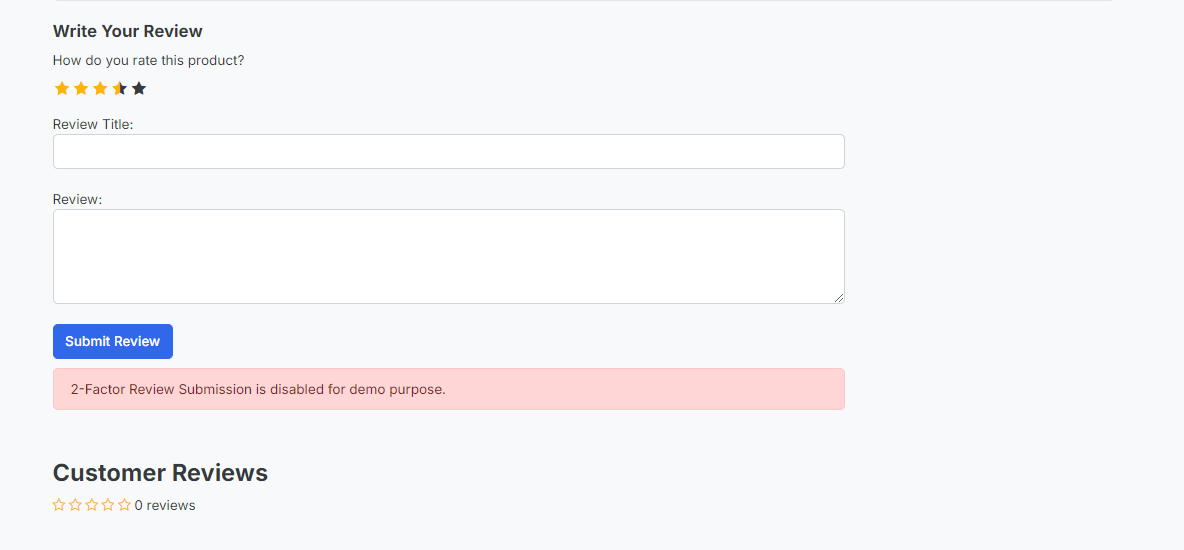 Write Your Review
How do you rate this product?
Review Title:
Review:
Submit Review
2-Factor Review Submission is disabled for demo purpose.
Customer Reviews
0 reviews